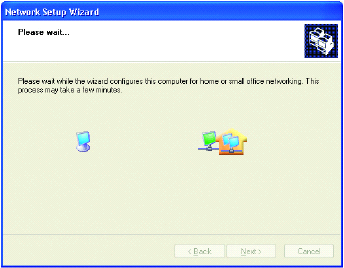 Network Setup Wizard
Please wait...
Please wait while the wizard configures this computer for home or small office networking. This
process may take a few minutes.
< Back
Next >
Cancel